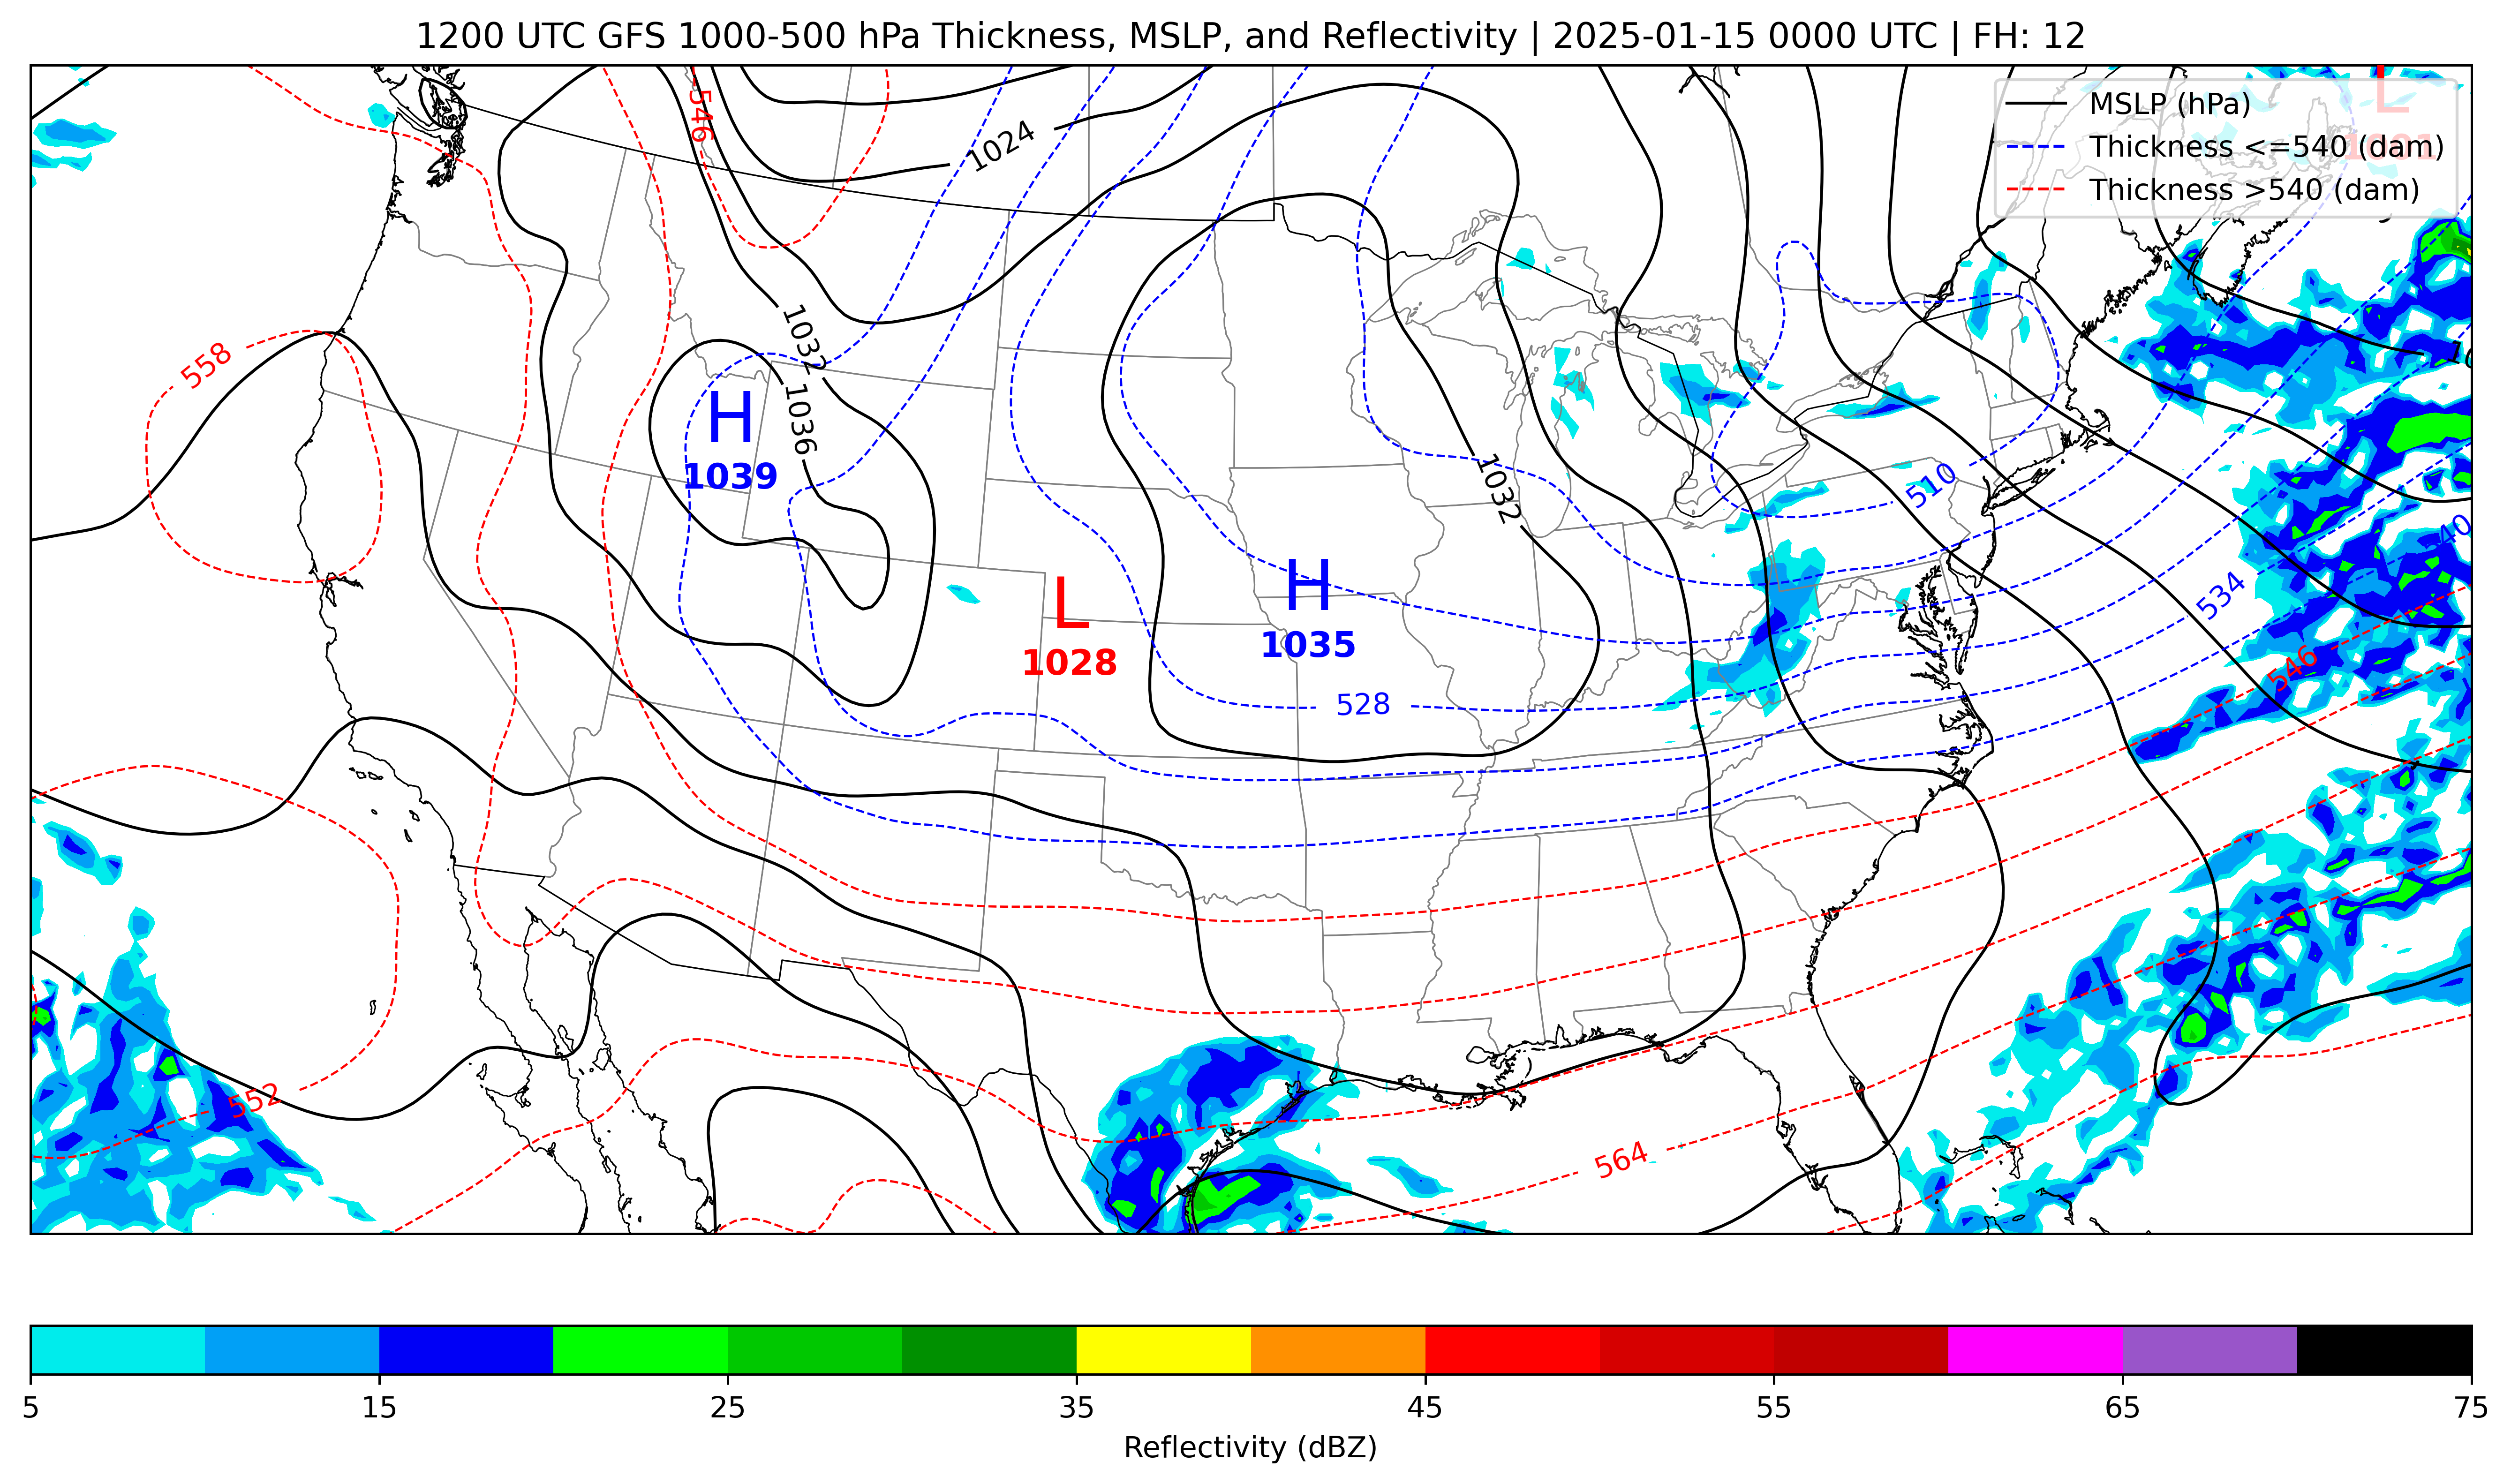 1200 UTC GFS 1000-500 hPa Thickness, MSLP, and Reflectivity | 2025-01-15 0000 UTC | FH: 12
MSLP (hPa)
Thickness <=540 (dam)
Thickness >540 (dam)
L
546
1024
1032
558
1036
H
1039
1032
510
540
534
L
1028
H
1035
546
528
552
564
5
15
25
35
45
55
65
75
Reflectivity (dBZ)